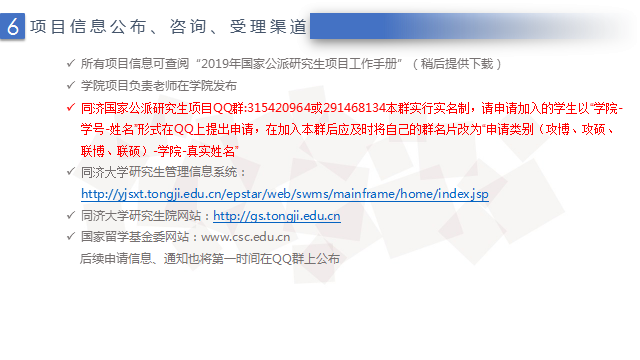 6 项目信息公布、咨询、受理渠道
✓ 所有项目信息可查阅“2019年国家公派研究生项目工作手册”（稍后提供下载）
✓ 学院项目负责老师在学院发布
✓ 同济国家公派研究生项目QQ群:315420964或291468134本群实行实名制，请申请加入的学生以“学院-
学号-姓名”形式在QQ上提出申请，在加入本群后应及时将自己的群名片改为“申请类别（攻博、攻硕、
联博、联硕）-学院-真实姓名”
✓ 同济大学研究生管理信息系统：
http://yjsxt.tongji.edu.cn/epstar/web/swms/mainframe/home/index.jsp
✓ 同济大学研究生院网站：http://gs.tongji.edu.cn
✓ 国家留学基金委网站：www.csc.edu.cn
后续申请信息、通知也将第一时间在QQ群上公布